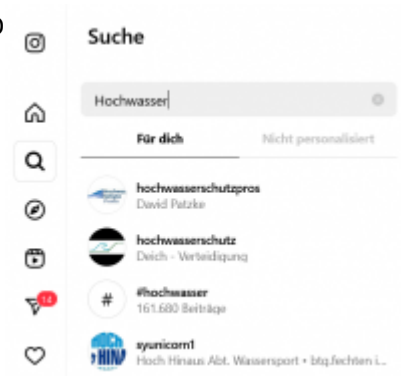 Suche
Hochwasser
Für dich Nicht personalisiert
hochwasserschutzpros
David Patzke
hochwasserschutz
Deich - Verteidigung
#
#hochwasser
161.680 Beiträge
14
syunicorn1
Hoch Hinaus Abt. Wassersport • btg.fechten i...